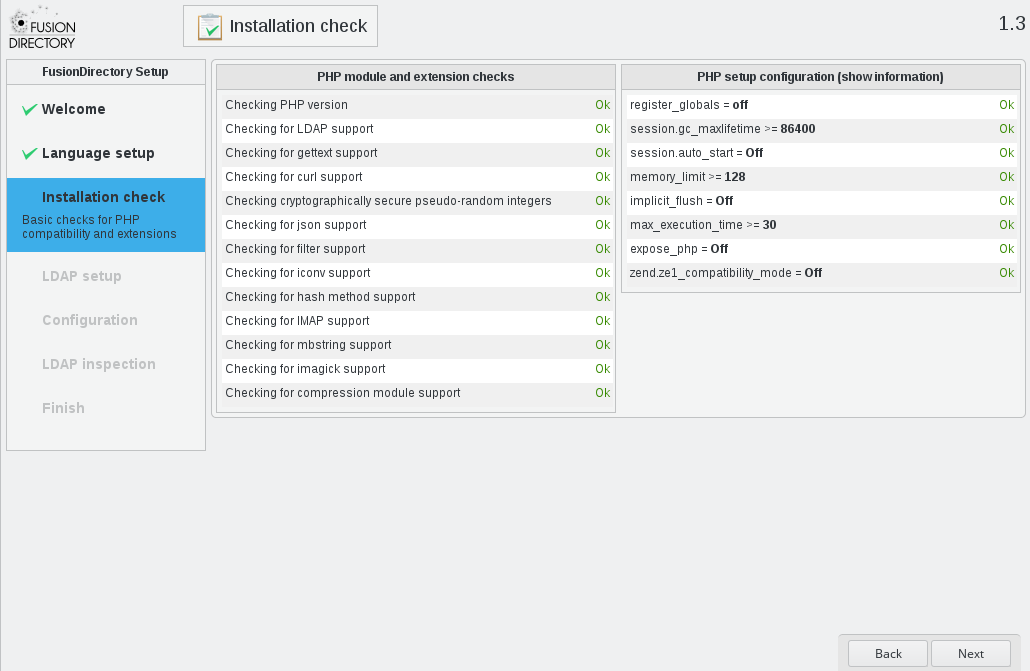 FUSION
DIRECTORY
Installation check
1.3
FusionDirectory Setup
Welcome
Language setup
Installation check
Basic checks for PHP
compatibility and extensions
LDAP setup
Configuration
LDAP inspection
Finish
PHP module and extension checks
Checking PHP version Ok
Checking for LDAP support Ok
Checking for gettext support Ok
Checking for curl support Ok
Checking cryptographically secure pseudo-random integers Ok
Checking for json support Ok
Checking for filter support Ok
Checking for iconv support Ok
Checking for hash method support Ok
Checking for IMAP support Ok
Checking for mbstring support Ok
Checking for imagick support Ok
Checking for compression module support Ok
PHP setup configuration (show information)
register_globals = off Ok
session.gc_maxlifetime >= 86400 Ok
session.auto_start = Off Ok
memory_limit >= 128 Ok
implicit_flush = Off Ok
max_execution_time >= 30 Ok
expose_php = Off Ok
zend.ze1_compatibility_mode = Off Ok
Back
Next